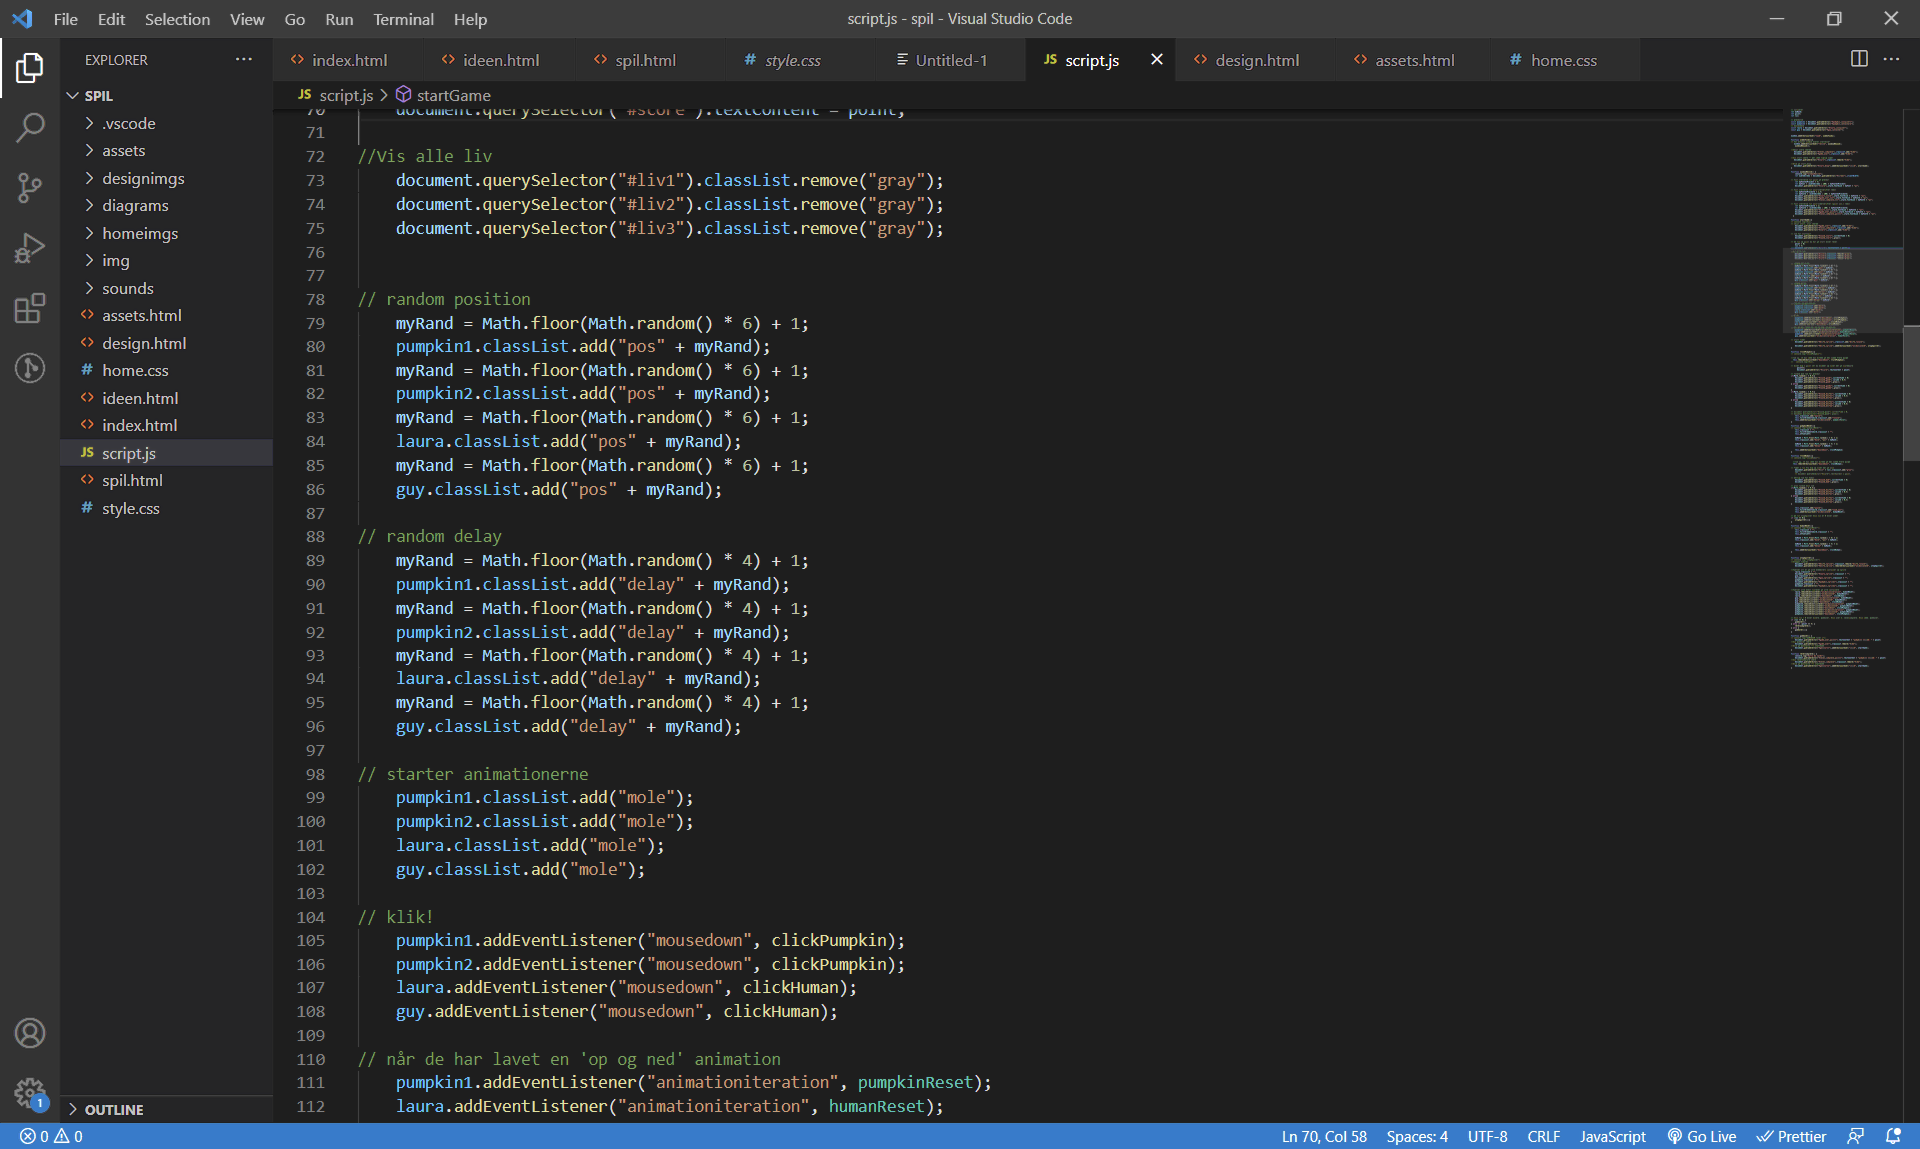 File Edit Selection View Go Run Terminal Help
script.js - spil - Visual Studio Code
EXPLORER
index.html
ideen.html
spil.html
# style.css
Untitled-1
JS script.js
design.html
assets.html
# home.css
SPIL
.vscode
assets
designimgs
diagrams
homeimgs
img
sounds
assets.html
design.html
# home.css
ideen.html
index.html
JS script.js
spil.html
# style.css
OUTLINE
JS script.js > startGame
70 document.querySelector("#score").textContent = point;
71
72 //Vis alle liv
73 document.querySelector("#liv1").classList.remove("gray");
74 document.querySelector("#liv2").classList.remove("gray");
75 document.querySelector("#liv3").classList.remove("gray");
76
77
78 // random position
79 myRand = Math.floor(Math.random() * 6) + 1;
80 pumpkin1.classList.add("pos" + myRand);
81 myRand = Math.floor(Math.random() * 6) + 1;
82 pumpkin2.classList.add("pos" + myRand);
83 myRand = Math.floor(Math.random() * 6) + 1;
84 laura.classList.add("pos" + myRand);
85 myRand = Math.floor(Math.random() * 6) + 1;
86 guy.classList.add("pos" + myRand);
87
88 // random delay
89 myRand = Math.floor(Math.random() * 4) + 1;
90 pumpkin1.classList.add("delay" + myRand);
91 myRand = Math.floor(Math.random() * 4) + 1;
92 pumpkin2.classList.add("delay" + myRand);
93 myRand = Math.floor(Math.random() * 4) + 1;
94 laura.classList.add("delay" + myRand);
95 myRand = Math.floor(Math.random() * 4) + 1;
96 guy.classList.add("delay" + myRand);
97
98 // starter animationerne
99 pumpkin1.classList.add("mole");
100 pumpkin2.classList.add("mole");
101 laura.classList.add("mole");
102 guy.classList.add("mole");
103
104 // klik!
105 pumpkin1.addEventListener("mousedown", clickPumpkin);
106 pumpkin2.addEventListener("mousedown", clickPumpkin);
107 laura.addEventListener("mousedown", clickHuman);
108 guy.addEventListener("mousedown", clickHuman);
109
110 // når de har lavet en 'op og ned' animation
111 pumpkin1.addEventListener("animationiteration", pumpkinReset);
112 laura.addEventListener("animationiteration", humanReset);
1
0 0
Ln 70, Col 58 Spaces: 4 UTF-8 CRLF JavaScript Go Live Prettier